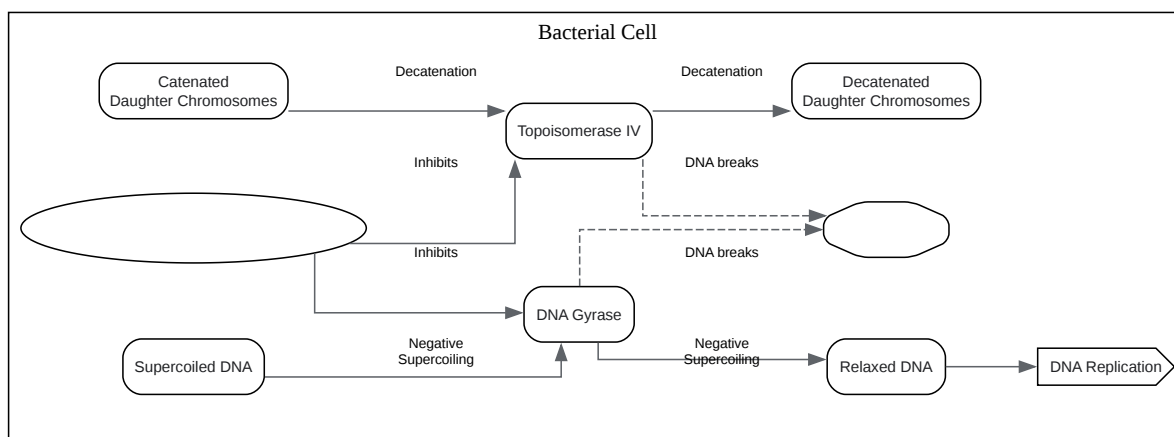 Bacterial Cell
Catenated
Daughter Chromosomes
Decatenation
Decatenation
Decatenated
Daughter Chromosomes
Topoisomerase IV
Inhibits
DNA breaks
Inhibits
DNA breaks
DNA Gyrase
Supercoiled DNA
Negative
Supercoiling
Negative
Supercoiling
Relaxed DNA
DNA Replication